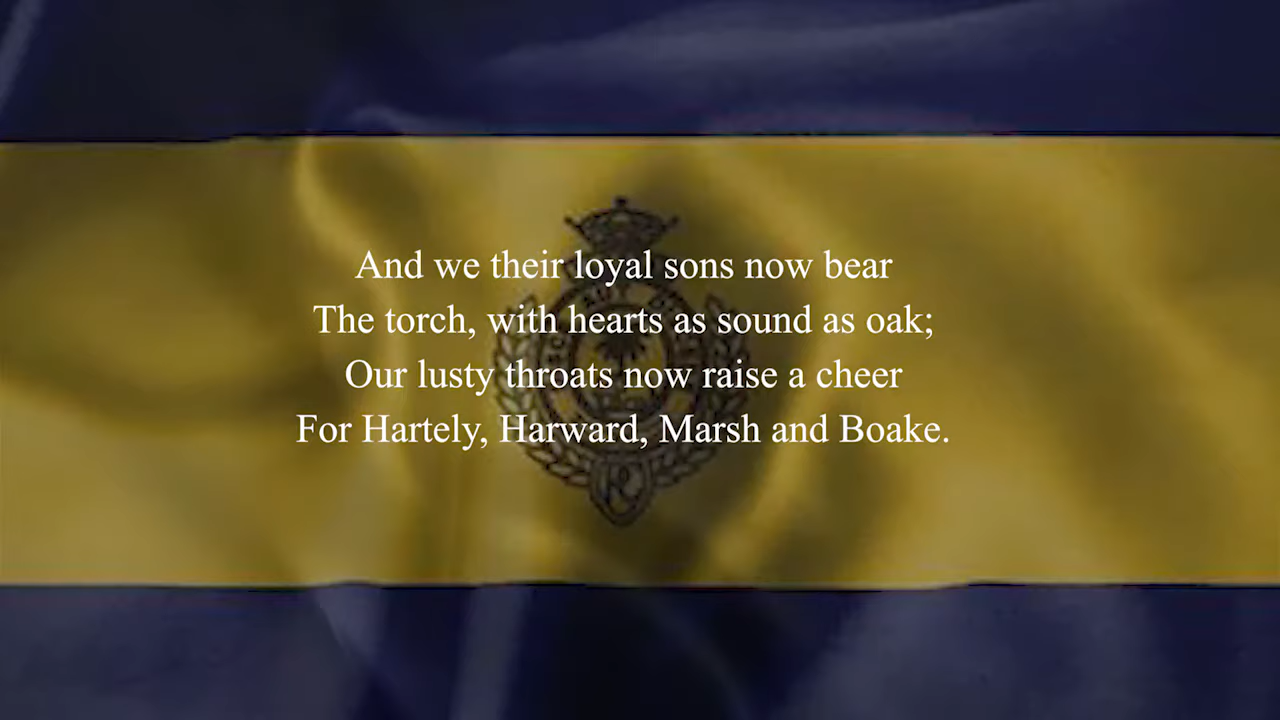 And we their loyal sons now bear
The torch, with hearts as sound as oak;
Our lusty throats now raise a cheer
For Hartely, Harward, Marsh and Boake.